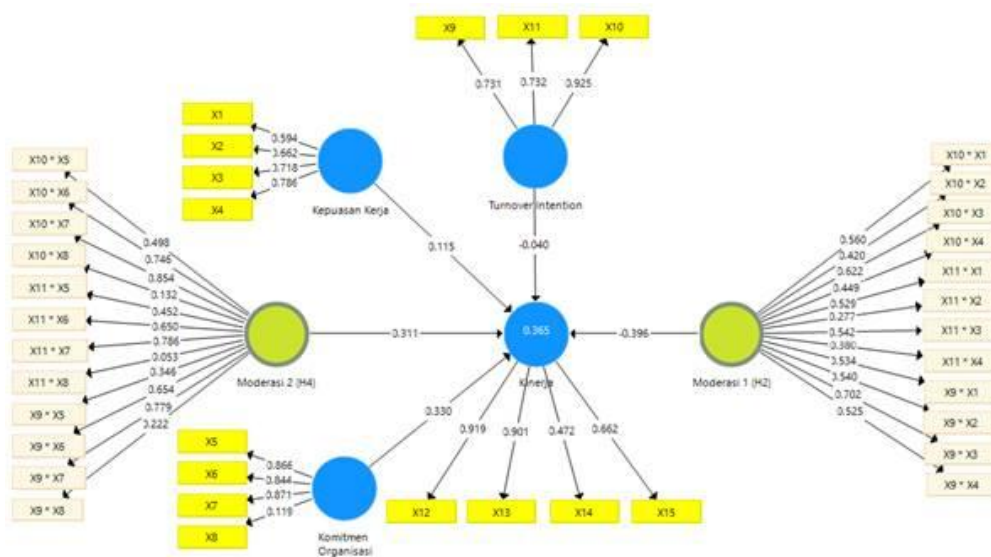 X9
X11
X10
0.731
0.732
0.925
X1
X2
X3
X4
0.594
0.662
0.718
0.786
Kepuasan Kerja
Turnover Intention
X10 * X5
X10 * X6
X10 * X7
X10 * X8
X11 * X5
X11 * X6
X11 * X7
X11 * X8
X9 * X5
X9 * X6
X9 * X7
X9 * X8
0.498
0.746
0.854
0.132
0.452
0.650
0.786
0.053
0.346
0.654
0.779
0.222
Moderasi 2 (H4)
0.115
-0.040
0.311
0.365
Kinerja
-0.396
Moderasi 1 (H2)
0.560
0.420
0.622
0.449
0.529
0.277
0.542
0.380
0.534
0.540
0.702
0.525
X10 * X1
X10 * X2
X10 * X3
X10 * X4
X11 * X1
X11 * X2
X11 * X3
X11 * X4
X9 * X1
X9 * X2
X9 * X3
X9 * X4
0.330
0.919
0.901
0.472
0.662
X5
X6
X7
X8
0.866
0.844
0.871
0.119
Komitmen
Organisasi
X12
X13
X14
X15